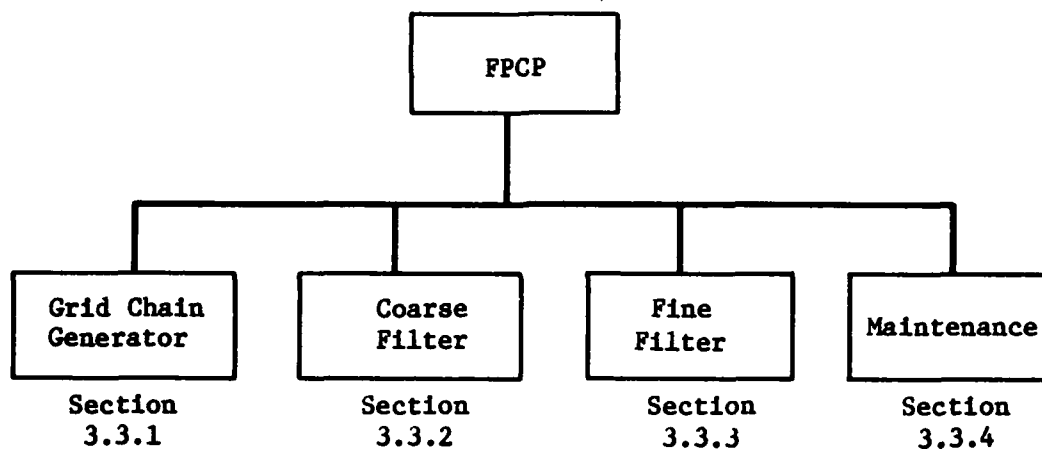 FPCP
Grid Chain
Generator
Coarse
Filter
Fine
Filter
Maintenance
Section
3.3.1
Section
3.3.2
Section
3.3.3
Section
3.3.4